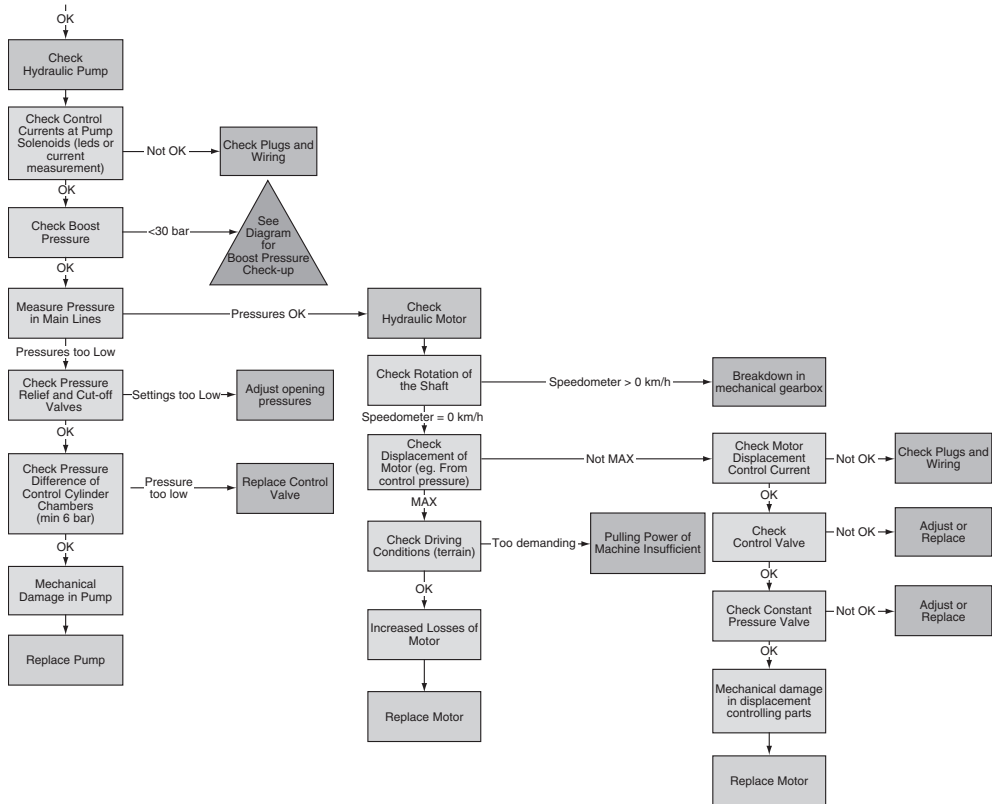 OK
Check
Hydraulic Pump
Check Control
Currents at Pump
Solenoids (leds or
current
measurement)
Not OK
Check Plugs and
Wiring
OK
Check Boost
Pressure
<30 bar
See
Diagram
for
Boost Pressure
Check-up
OK
Measure Pressure
in Main Lines
Pressures OK
Check
Hydraulic Motor
Pressures too Low
Check Pressure
Relief and Cut-off
Valves
Settings too Low
Adjust opening
pressures
OK
Check Pressure
Difference of
Control Cylinder
Chambers
(min 6 bar)
Pressure
too low
Replace Control
Valve
OK
Mechanical
Damage in Pump
Replace Pump
Check Rotation of
the Shaft
Speedometer > 0 km/h
Breakdown in
mechanical gearbox
Speedometer = 0 km/h
Check
Displacement of
Motor (eg. From
control pressure)
Not MAX
Check Motor
Displacement
Control Current
Not OK
Check Plugs and
Wiring
MAX
Check Driving
Conditions (terrain)
Too demanding
Pulling Power of
Machine Insufficient
OK
Increased Losses of
Motor
Replace Motor
OK
Check
Control Valve
Not OK
Adjust or
Replace
OK
Check Constant
Pressure Valve
Not OK
Adjust or
Replace
OK
Mechanical damage
in displacement
controlling parts
Replace Motor